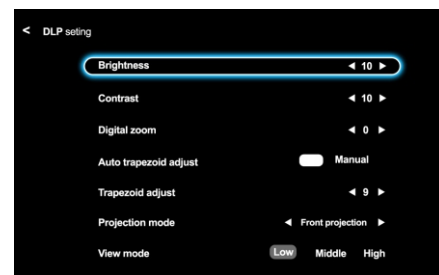 < DLP seting
Brightness ◄ 10 ►
Contrast ◄ 10 ►
Digital zoom ◄ 0 ►
Auto trapezoid adjust Manual
Trapezoid adjust ◄ 9 ►
Projection mode ◄ Front projection ►
View mode Low Middle High